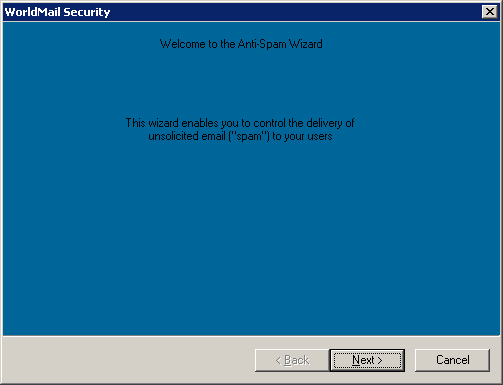 WorldMail Security
Welcome to the Anti-Spam Wizard
This wizard enables you to control the delivery of
unsolicited email ("spam") to your users
< Back
Next >
Cancel